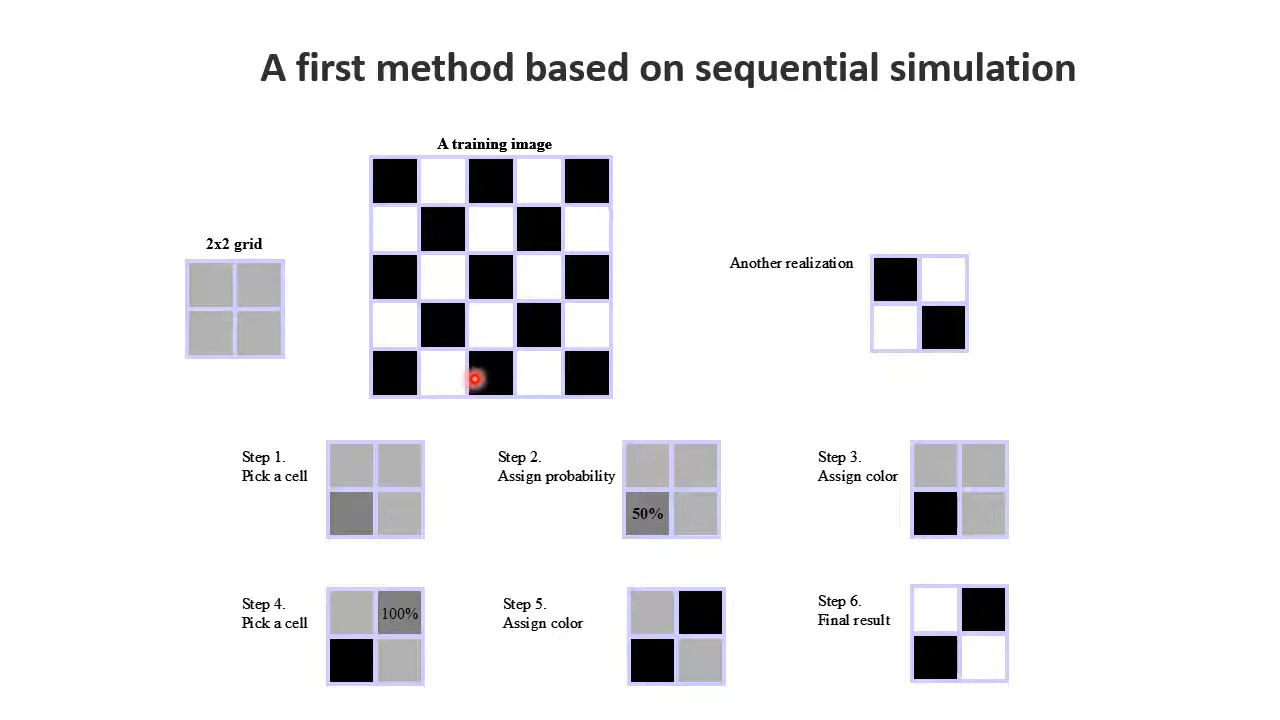 A first method based on sequential simulation
A training image
2x2 grid
Another realization
Step 1.
Pick a cell
Step 2.
Assign probability
50%
Step 3.
Assign color
Step 4.
Pick a cell
100%
Step 5.
Assign color
Step 6.
Final result